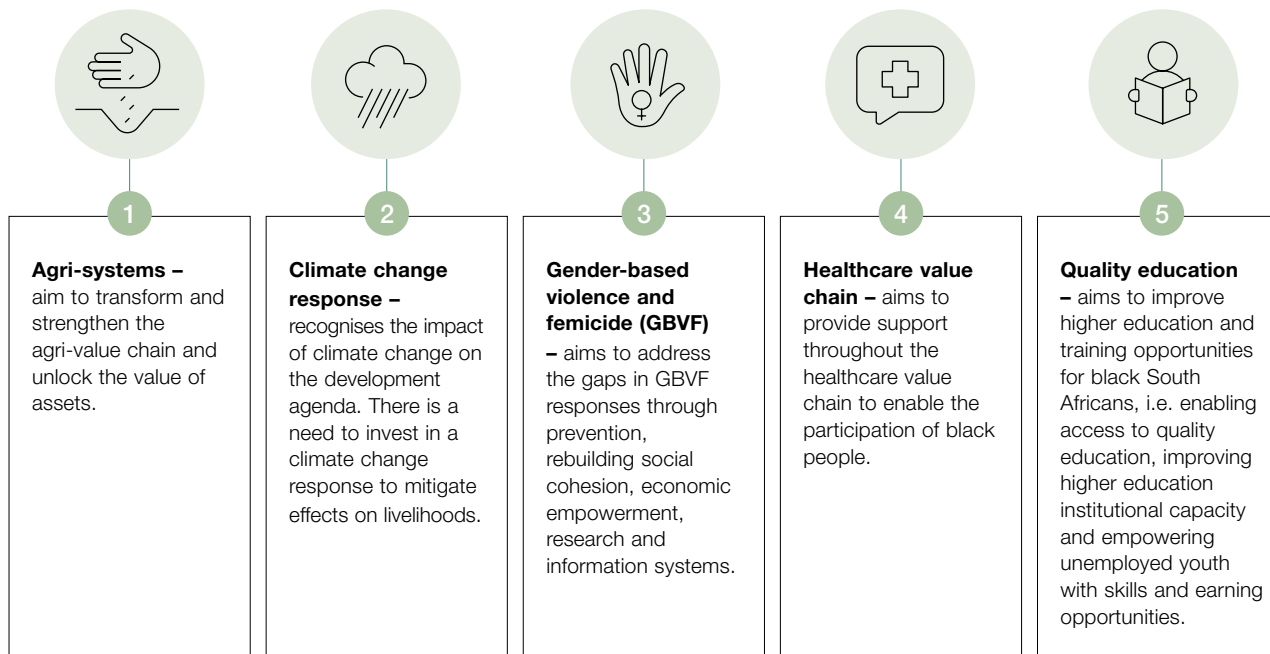 1
Agri-systems –
aim to transform and
strengthen the
agri-value chain and
unlock the value of
assets.
2
Climate change
response –
recognises the impact
of climate change on
the development
agenda. There is a
need to invest in a
climate change
response to mitigate
effects on livelihoods.
3
Gender-based
violence and
femicide (GBVF)
– aims to address
the gaps in GBVF
responses through
prevention,
rebuilding social
cohesion, economic
empowerment,
research and
information systems.
4
Healthcare value
chain – aims to
provide support
throughout the
healthcare value
chain to enable the
participation of black
people.
5
Quality education
– aims to improve
higher education and
training opportunities
for black South
Africans, i.e. enabling
access to quality
education, improving
higher education
institutional capacity
and empowering
unemployed youth
with skills and earning
opportunities.